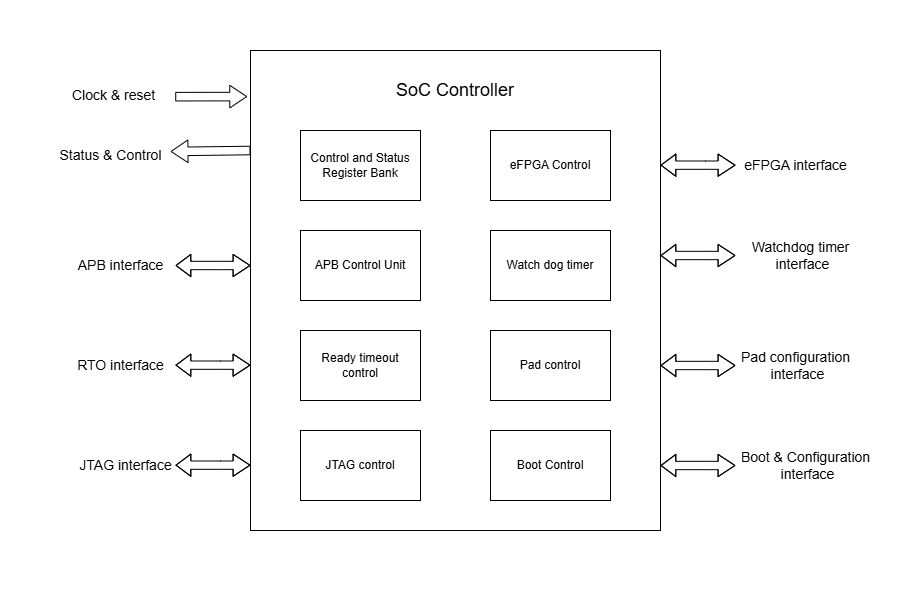 SoC Controller
Clock & reset
Status & Control
APB interface
RTO interface
JTAG interface
Control and Status
Register Bank
APB Control Unit
Ready timeout
control
JTAG control
eFPGA Control
Watch dog timer
Pad control
Boot Control
eFPGA interface
Watchdog timer
interface
Pad configuration
interface
Boot & Configuration
interface